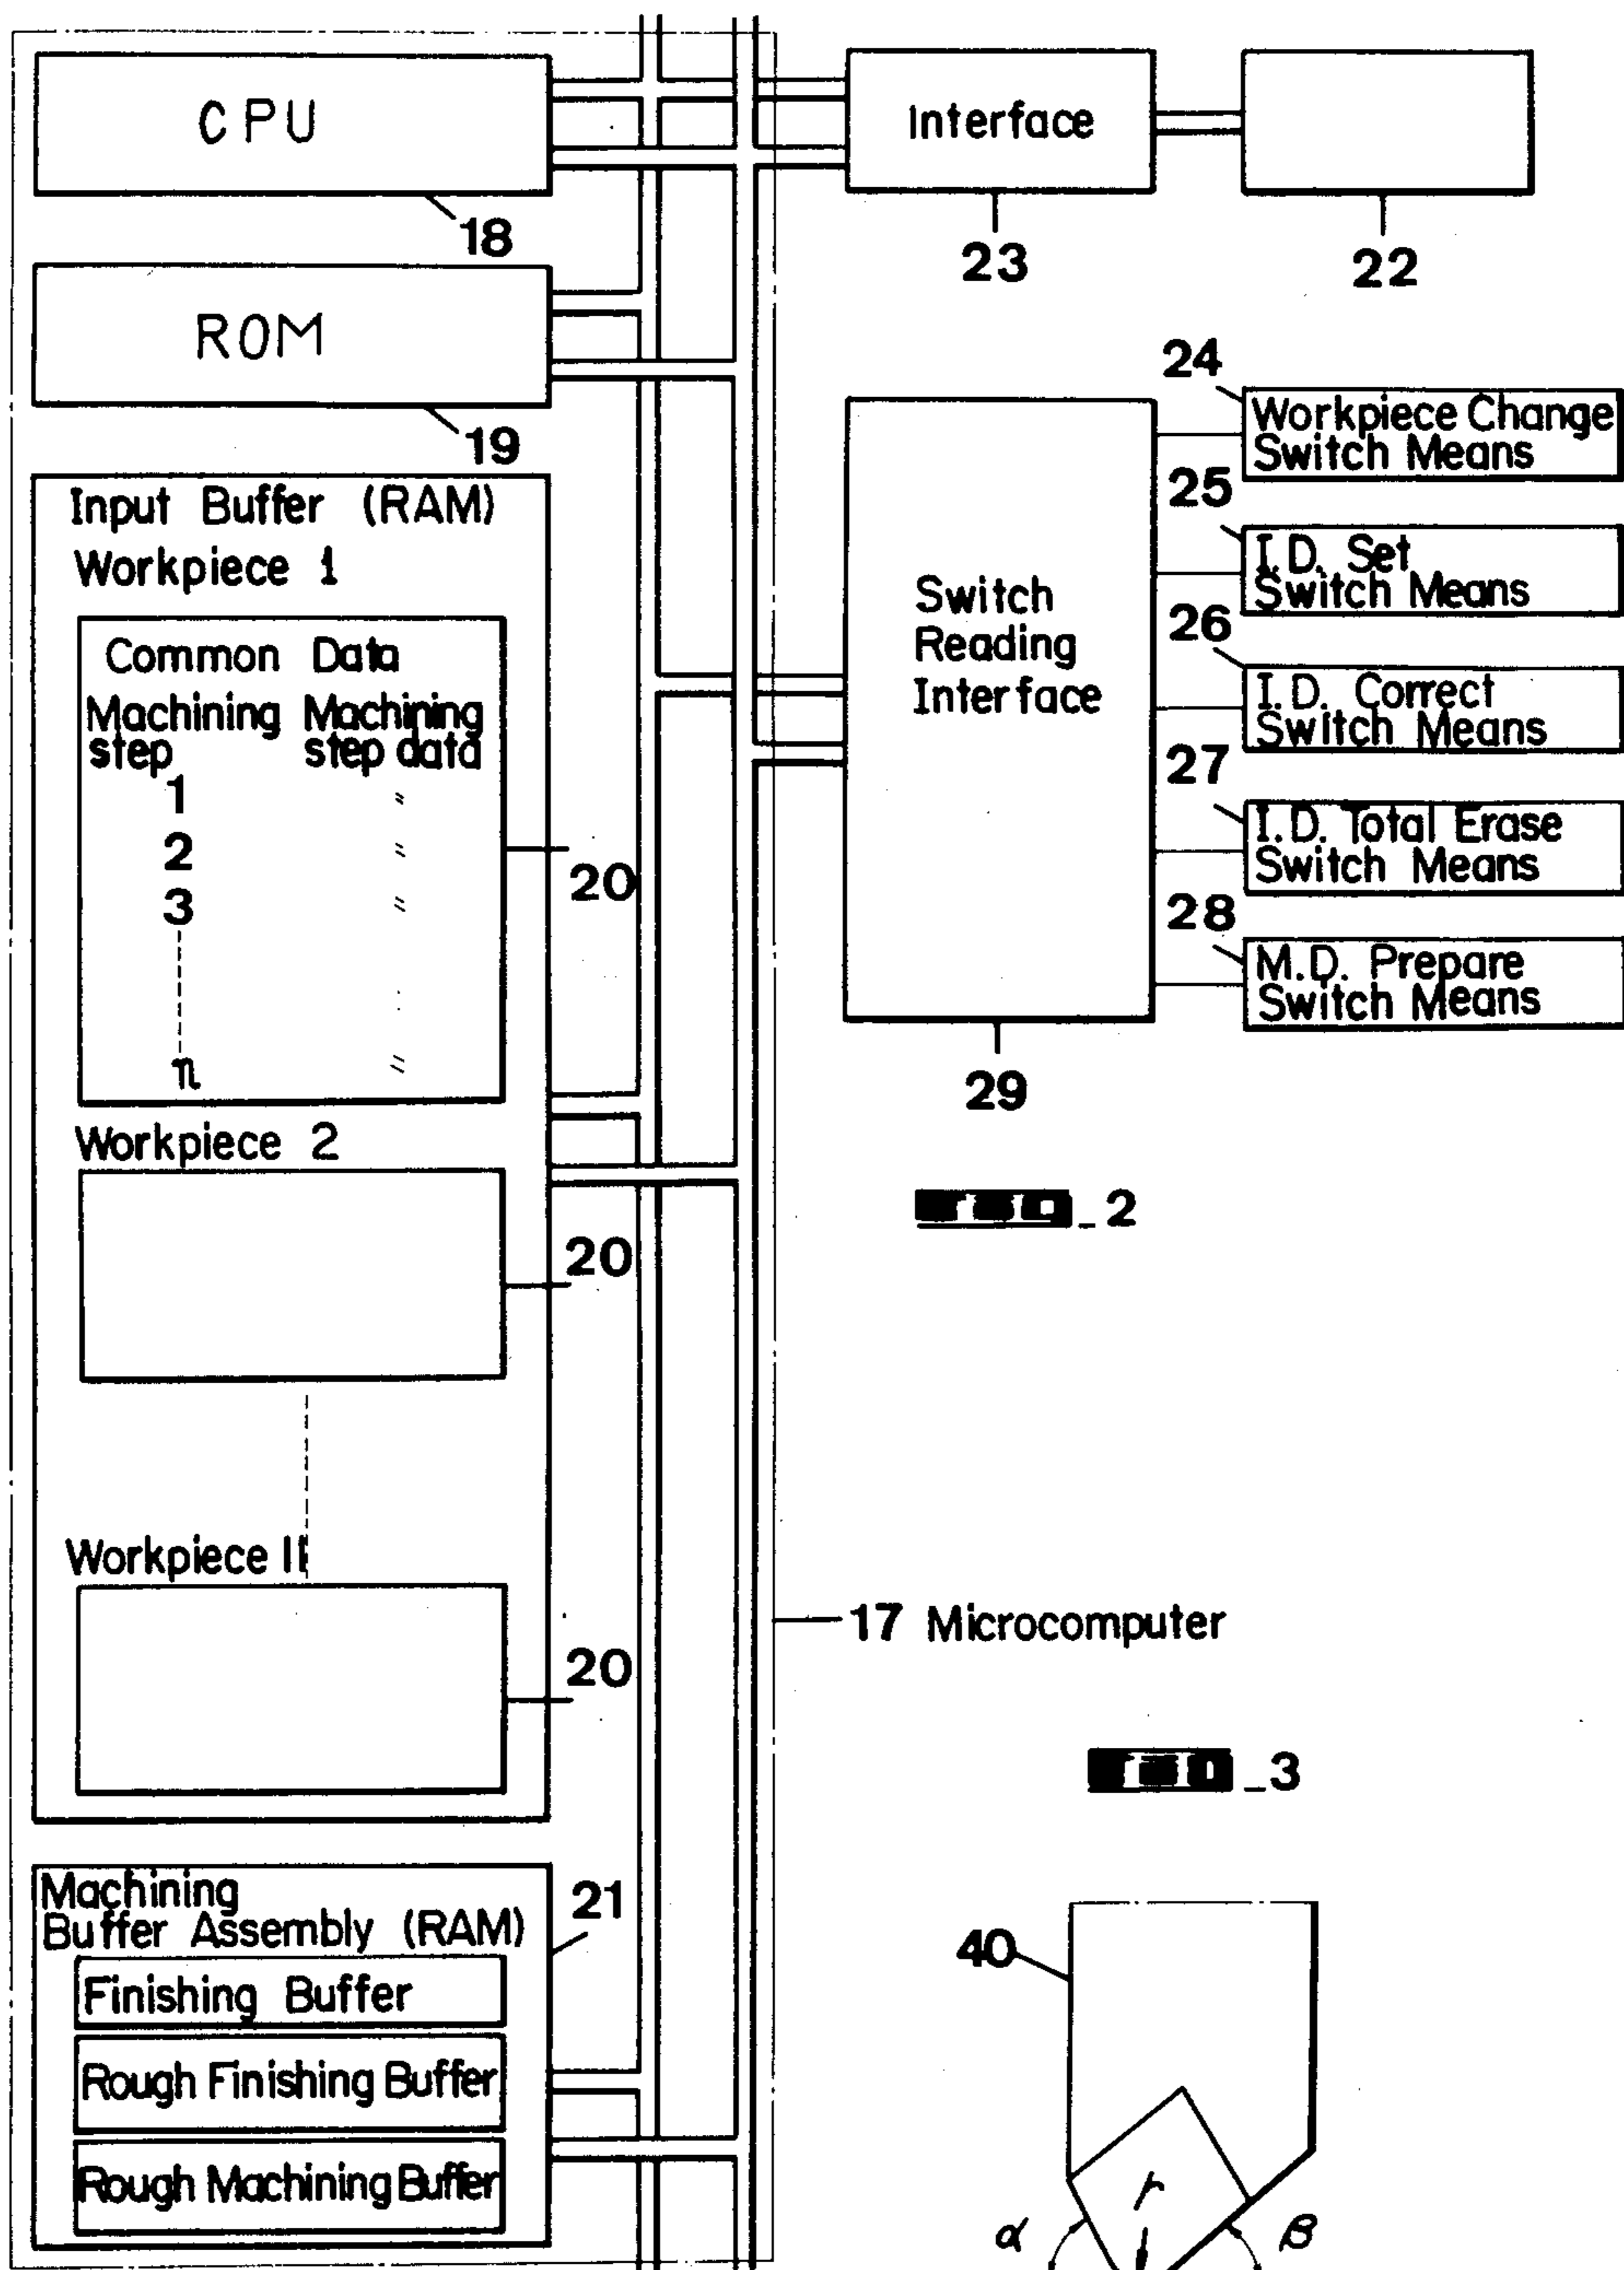 CPU
18
ROM
19
Input Buffer (RAM)
Workpiece 1
Common Data
Machining Machining
step step data
1 〃
2 〃
3 〃
n 〃
20
Workpiece 2
20
Workpiece
20
Machining
Buffer Assembly (RAM)
21
Finishing Buffer
Rough Finishing Buffer
Rough Machining Buffer
Interface
23
22
Switch
Reading
Interface
29
24
Workpiece Change
Switch Means
25
I.D. Set
Switch Means
26
I.D. Correct
Switch Means
27
I.D. Total Erase
Switch Means
28
M.D. Prepare
Switch Means
_2
17 Microcomputer
_3
40
r
α
β